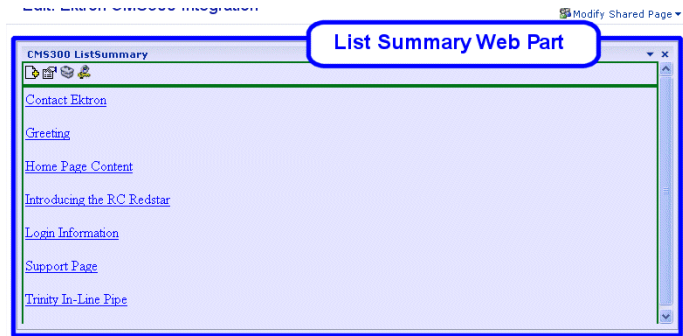 Edit: Ektron CMS300 Integration
Modify Shared Page
List Summary Web Part
CMS300 ListSummary
Contact Ektron
Greeting
Home Page Content
Introducing the RC Redstar
Login Information
Support Page
Trinity In-Line Pipe